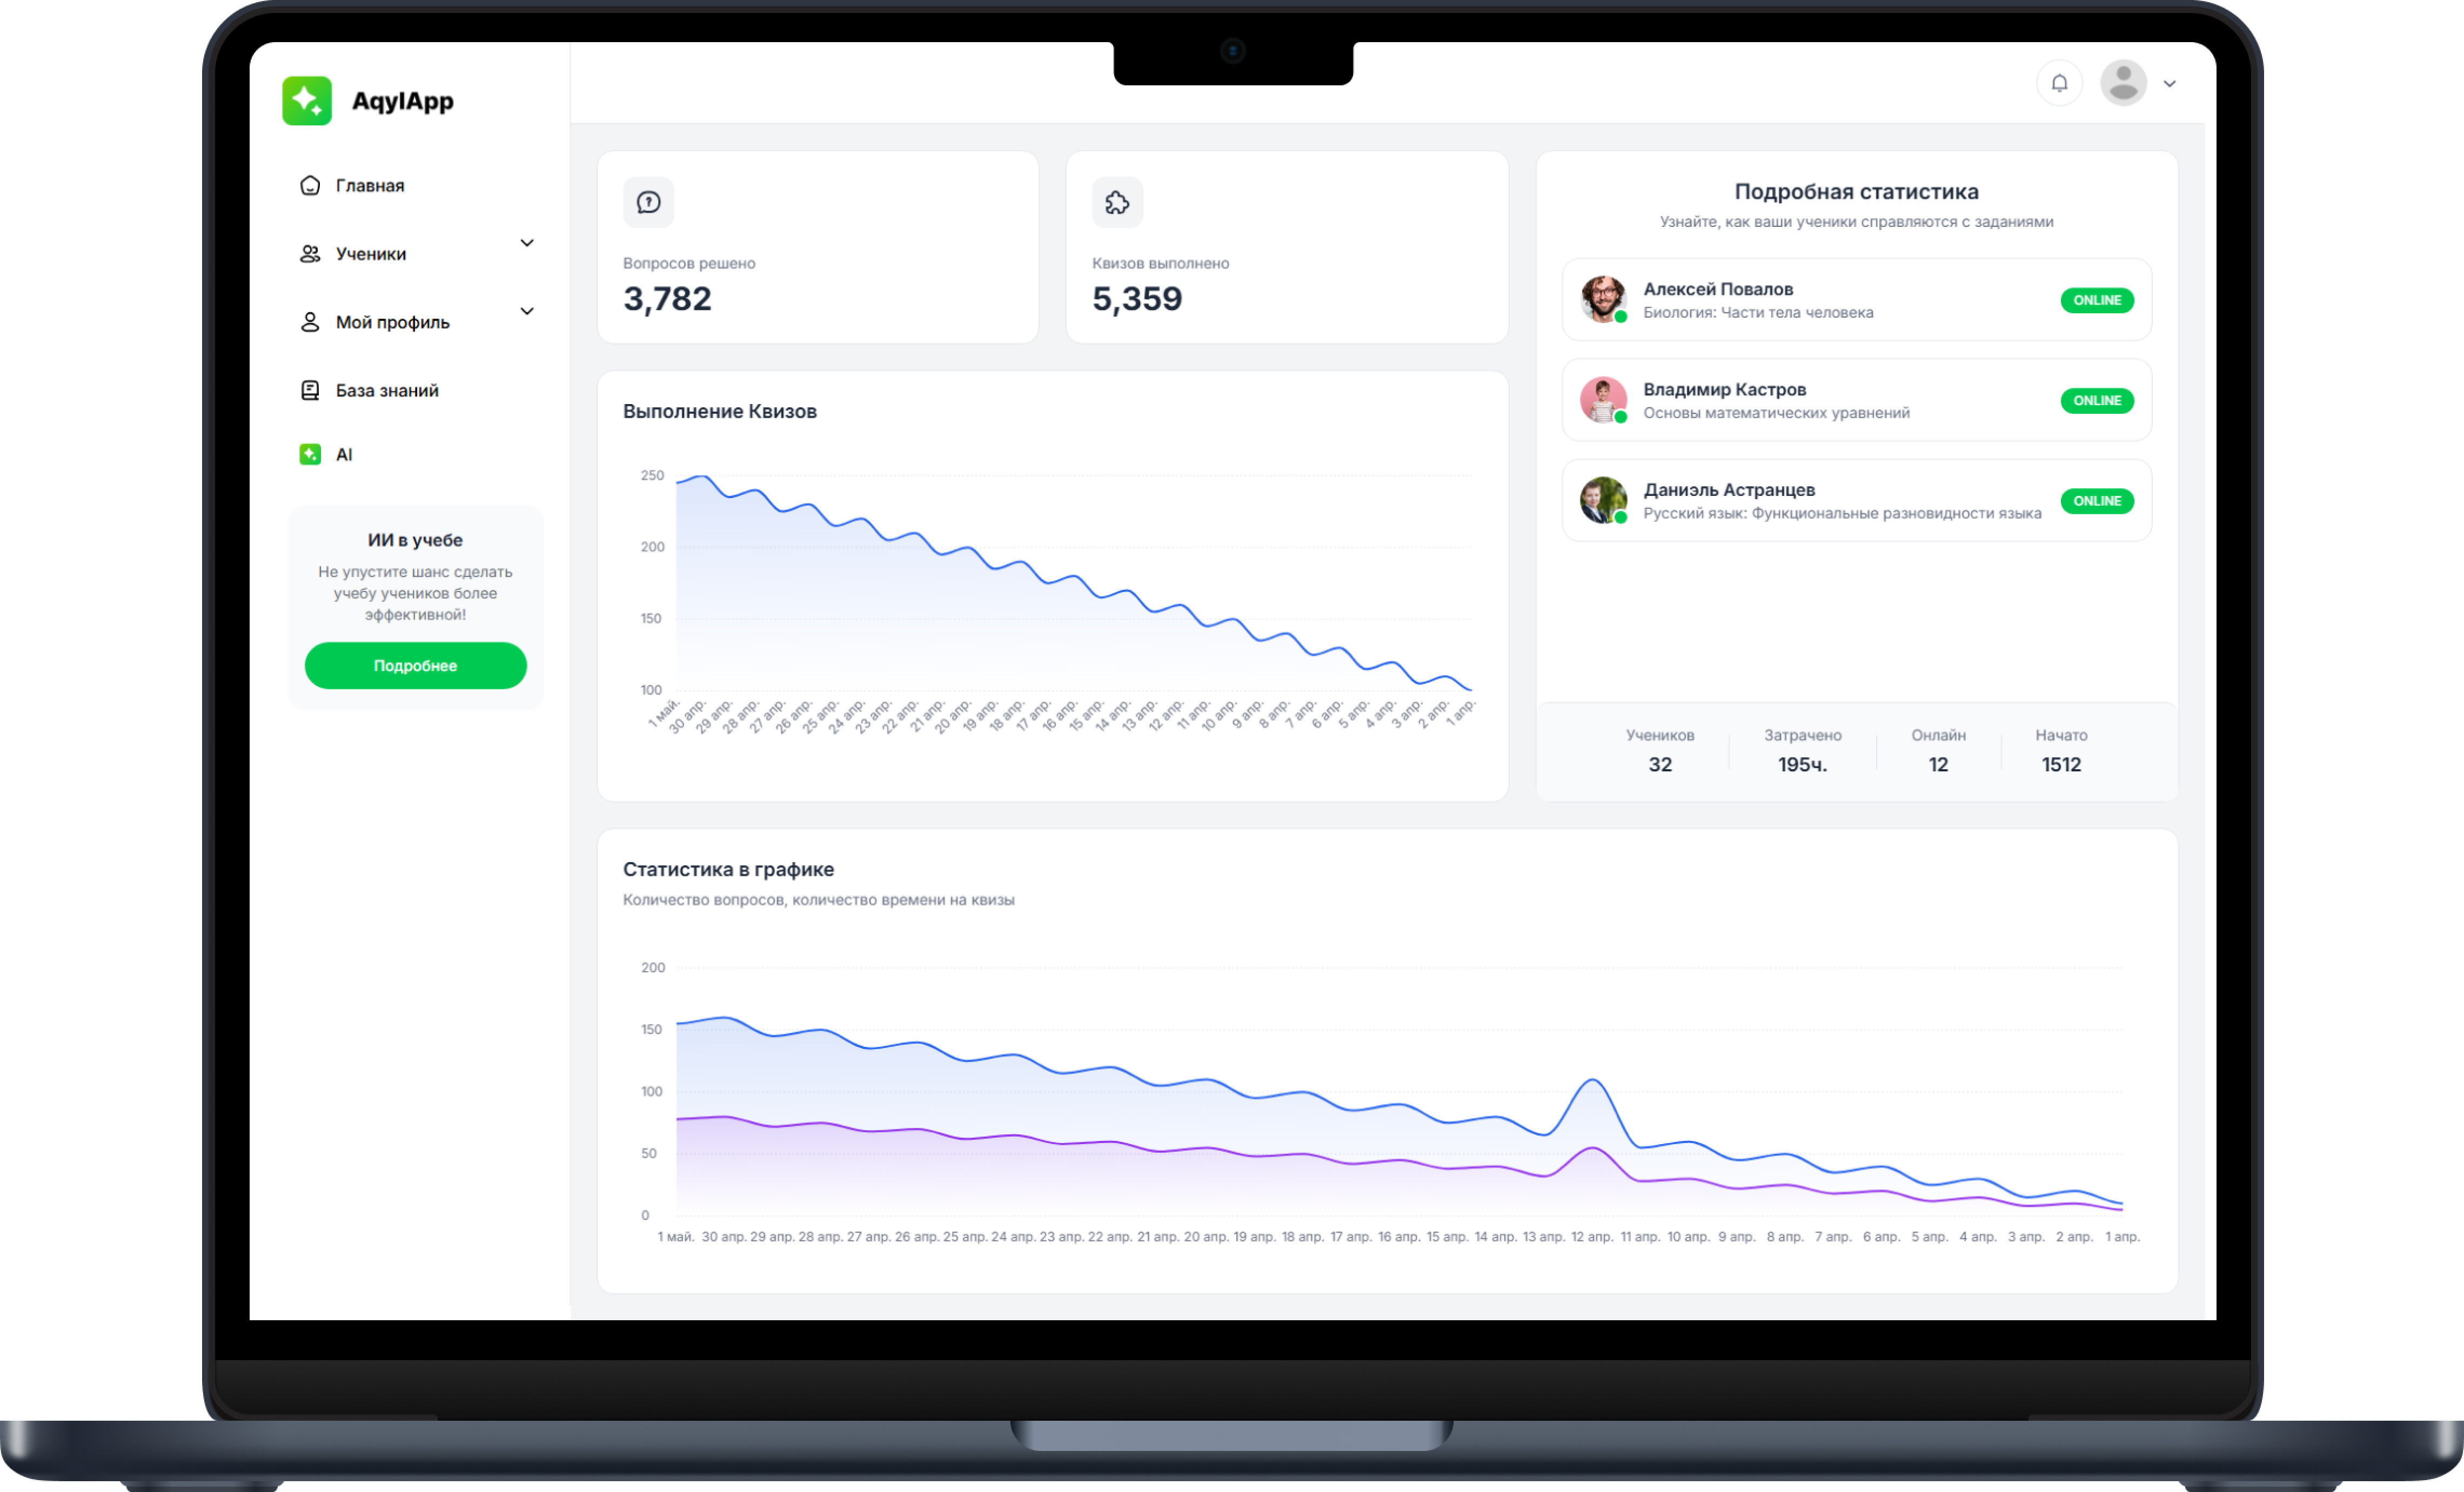 AqylApp
Главная
Ученики
Мой профиль
База знаний
AI
ИИ в учебе
Не упустите шанс сделать
учебу учеников более
эффективной!
Подробнее
Вопросов решено
3,782
Квизов выполнено
5,359
Выполнение Квизов
250
200
150
100
1 май. 30 апр. 29 апр. 28 апр. 27 апр. 26 апр. 25 апр. 24 апр. 23 апр. 22 апр. 21 апр. 20 апр. 19 апр. 18 апр. 17 апр. 16 апр. 15 апр. 14 апр. 13 апр. 12 апр. 11 апр. 10 апр. 9 апр. 8 апр. 7 апр. 6 апр. 5 апр. 4 апр. 3 апр. 2 апр. 1 апр.
Подробная статистика
Узнайте, как ваши ученики справляются с заданиями
Алексей Повалов
Биология: Части тела человека
ONLINE
Владимир Кастров
Основы математических уравнений
ONLINE
Даниэль Астранцев
Русский язык: Функциональные разновидности языка
ONLINE
Учеников Затрачено Онлайн Начато
32 195ч. 12 1512
Статистика в графике
Количество вопросов, количество времени на квизы
200
150
100
50
0
1 май. 30 апр. 29 апр. 28 апр. 27 апр. 26 апр. 25 апр. 24 апр. 23 апр. 22 апр. 21 апр. 20 апр. 19 апр. 18 апр. 17 апр. 16 апр. 15 апр. 14 апр. 13 апр. 12 апр. 11 апр. 10 апр. 9 апр. 8 апр. 7 апр. 6 апр. 5 апр. 4 апр. 3 апр. 2 апр. 1 апр.